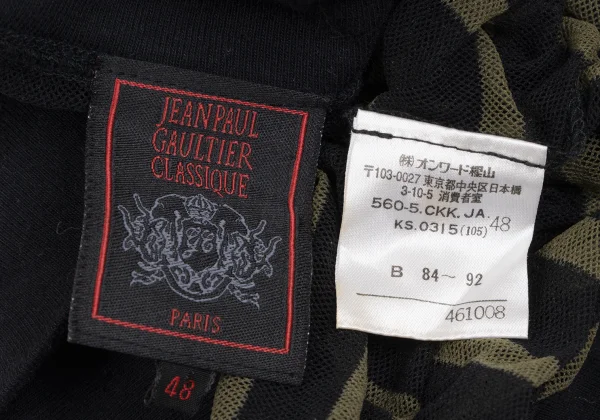 JEAN PAUL
GAULTIER
CLASSIQUE
PARIS
48
㈱オンワード樫山
〒103-0027 東京都中央区日本橋
3-10-5 消費者室
560-5. CKK. JA.
KS. 0315 (105) 48
B 84～ 92
461008